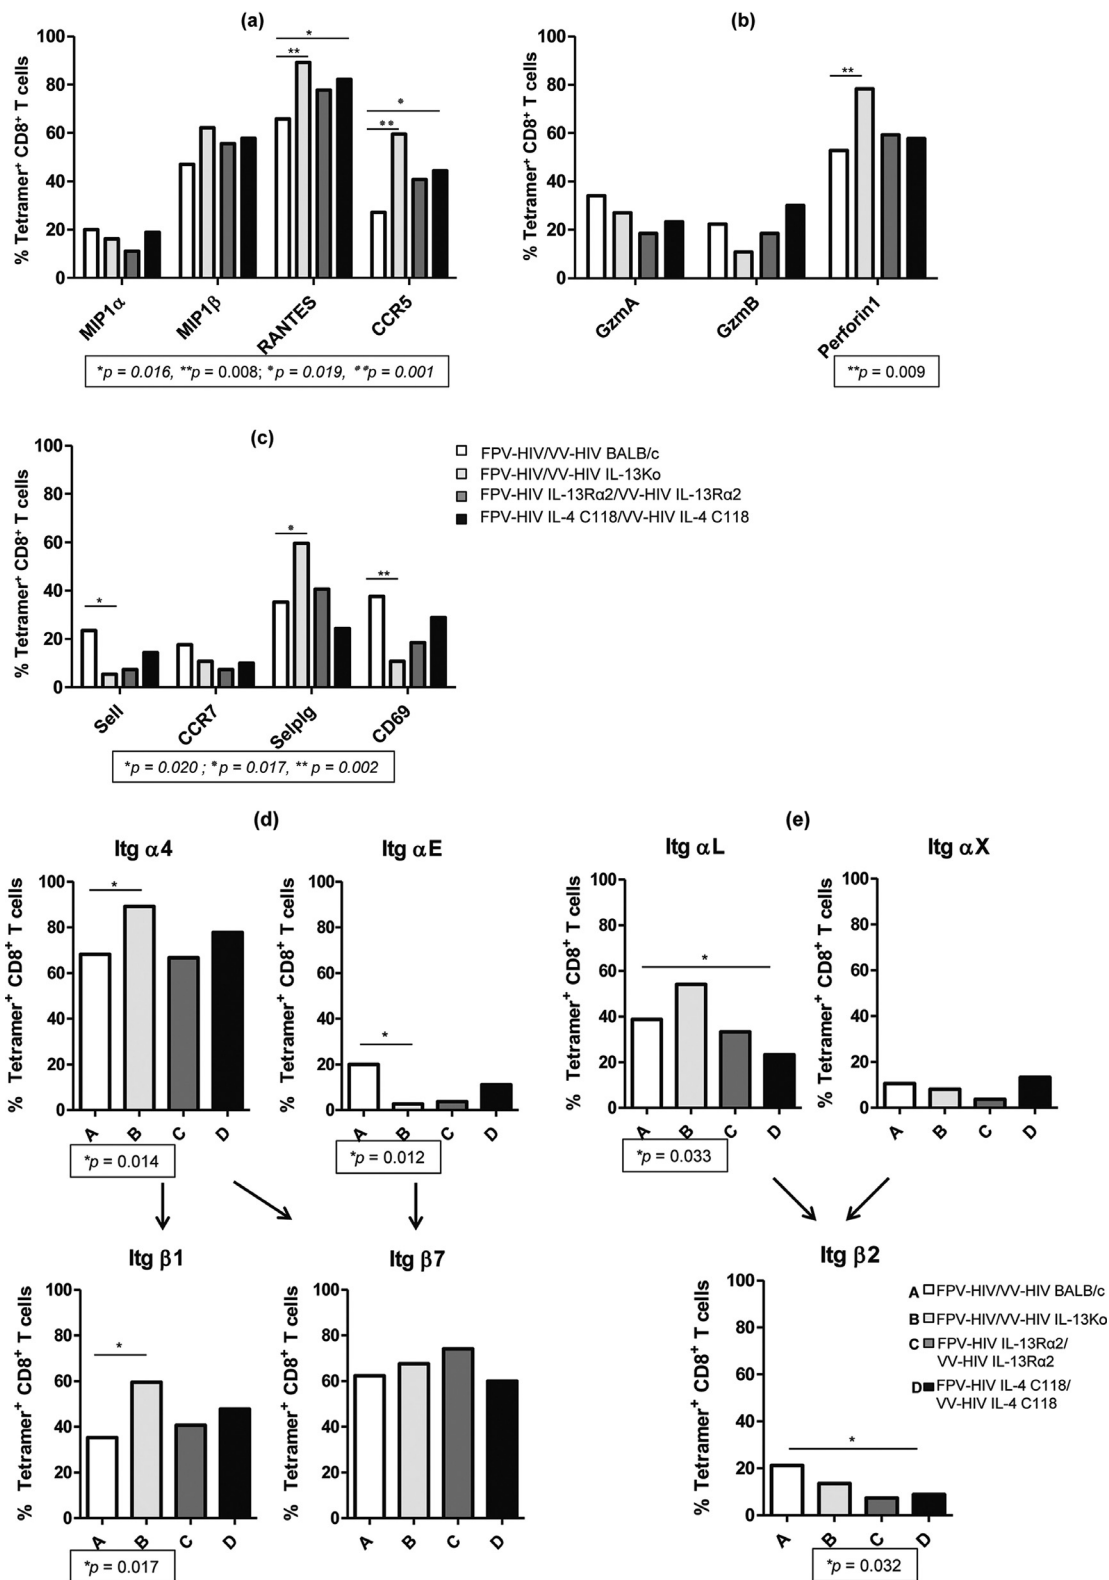 (a)
% Tetramer⁺ CD8⁺ T cells
100
80
60
40
20
0
*
**
*
**
MIP1α
MIP1β
RANTES
CCR5
*p = 0.016, **p = 0.008; *p = 0.019, **p = 0.001
(b)
% Tetramer⁺ CD8⁺ T cells
100
80
60
40
20
0
**
GzmA
GzmB
Perforin1
**p = 0.009
(c)
% Tetramer⁺ CD8⁺ T cells
100
80
60
40
20
0
*
*
**
Sell
CCR7
Selplg
CD69
*p = 0.020 ; *p = 0.017, **p = 0.002
FPV-HIV/VV-HIV BALB/c
FPV-HIV/VV-HIV IL-13Ko
FPV-HIV IL-13Rα2/VV-HIV IL-13Rα2
FPV-HIV IL-4 C118/VV-HIV IL-4 C118
(d)
Itg α4
% Tetramer⁺ CD8⁺ T cells
100
80
60
40
20
0
*
A
B
C
D
*p = 0.014
Itg αE
% Tetramer⁺ CD8⁺ T cells
100
80
60
40
20
0
*
A
B
C
D
*p = 0.012
(e)
Itg αL
% Tetramer⁺ CD8⁺ T cells
100
80
60
40
20
0
*
A
B
C
D
*p = 0.033
Itg αX
% Tetramer⁺ CD8⁺ T cells
100
80
60
40
20
0
A
B
C
D
Itg β1
% Tetramer⁺ CD8⁺ T cells
100
80
60
40
20
0
*
A
B
C
D
*p = 0.017
Itg β7
% Tetramer⁺ CD8⁺ T cells
100
80
60
40
20
0
A
B
C
D
Itg β2
% Tetramer⁺ CD8⁺ T cells
100
80
60
40
20
0
*
A
B
C
D
*p = 0.032
A FPV-HIV/VV-HIV BALB/c
B FPV-HIV/VV-HIV IL-13Ko
C FPV-HIV IL-13Rα2/
VV-HIV IL-13Rα2
D FPV-HIV IL-4 C118/
VV-HIV IL-4 C118